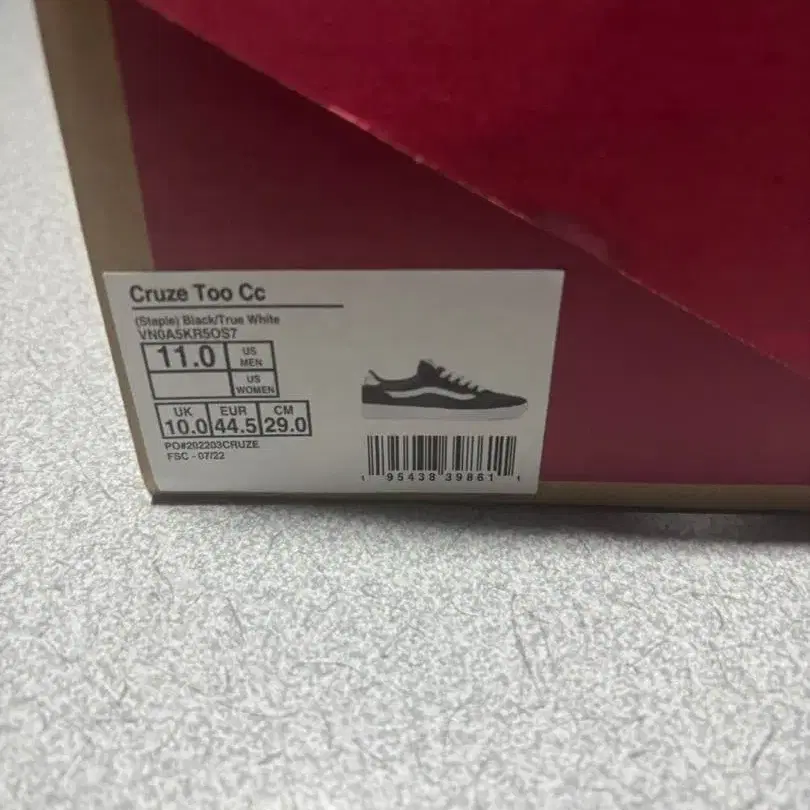 Cruze Too Cc
(Staple) Black/True White
VN0A5KR5OS7
11.0 US MEN
US WOMEN
UK EUR CM
10.0 44.5 29.0
PO#202203CRUZE
FSC - 07/22
1 95438 39861 1